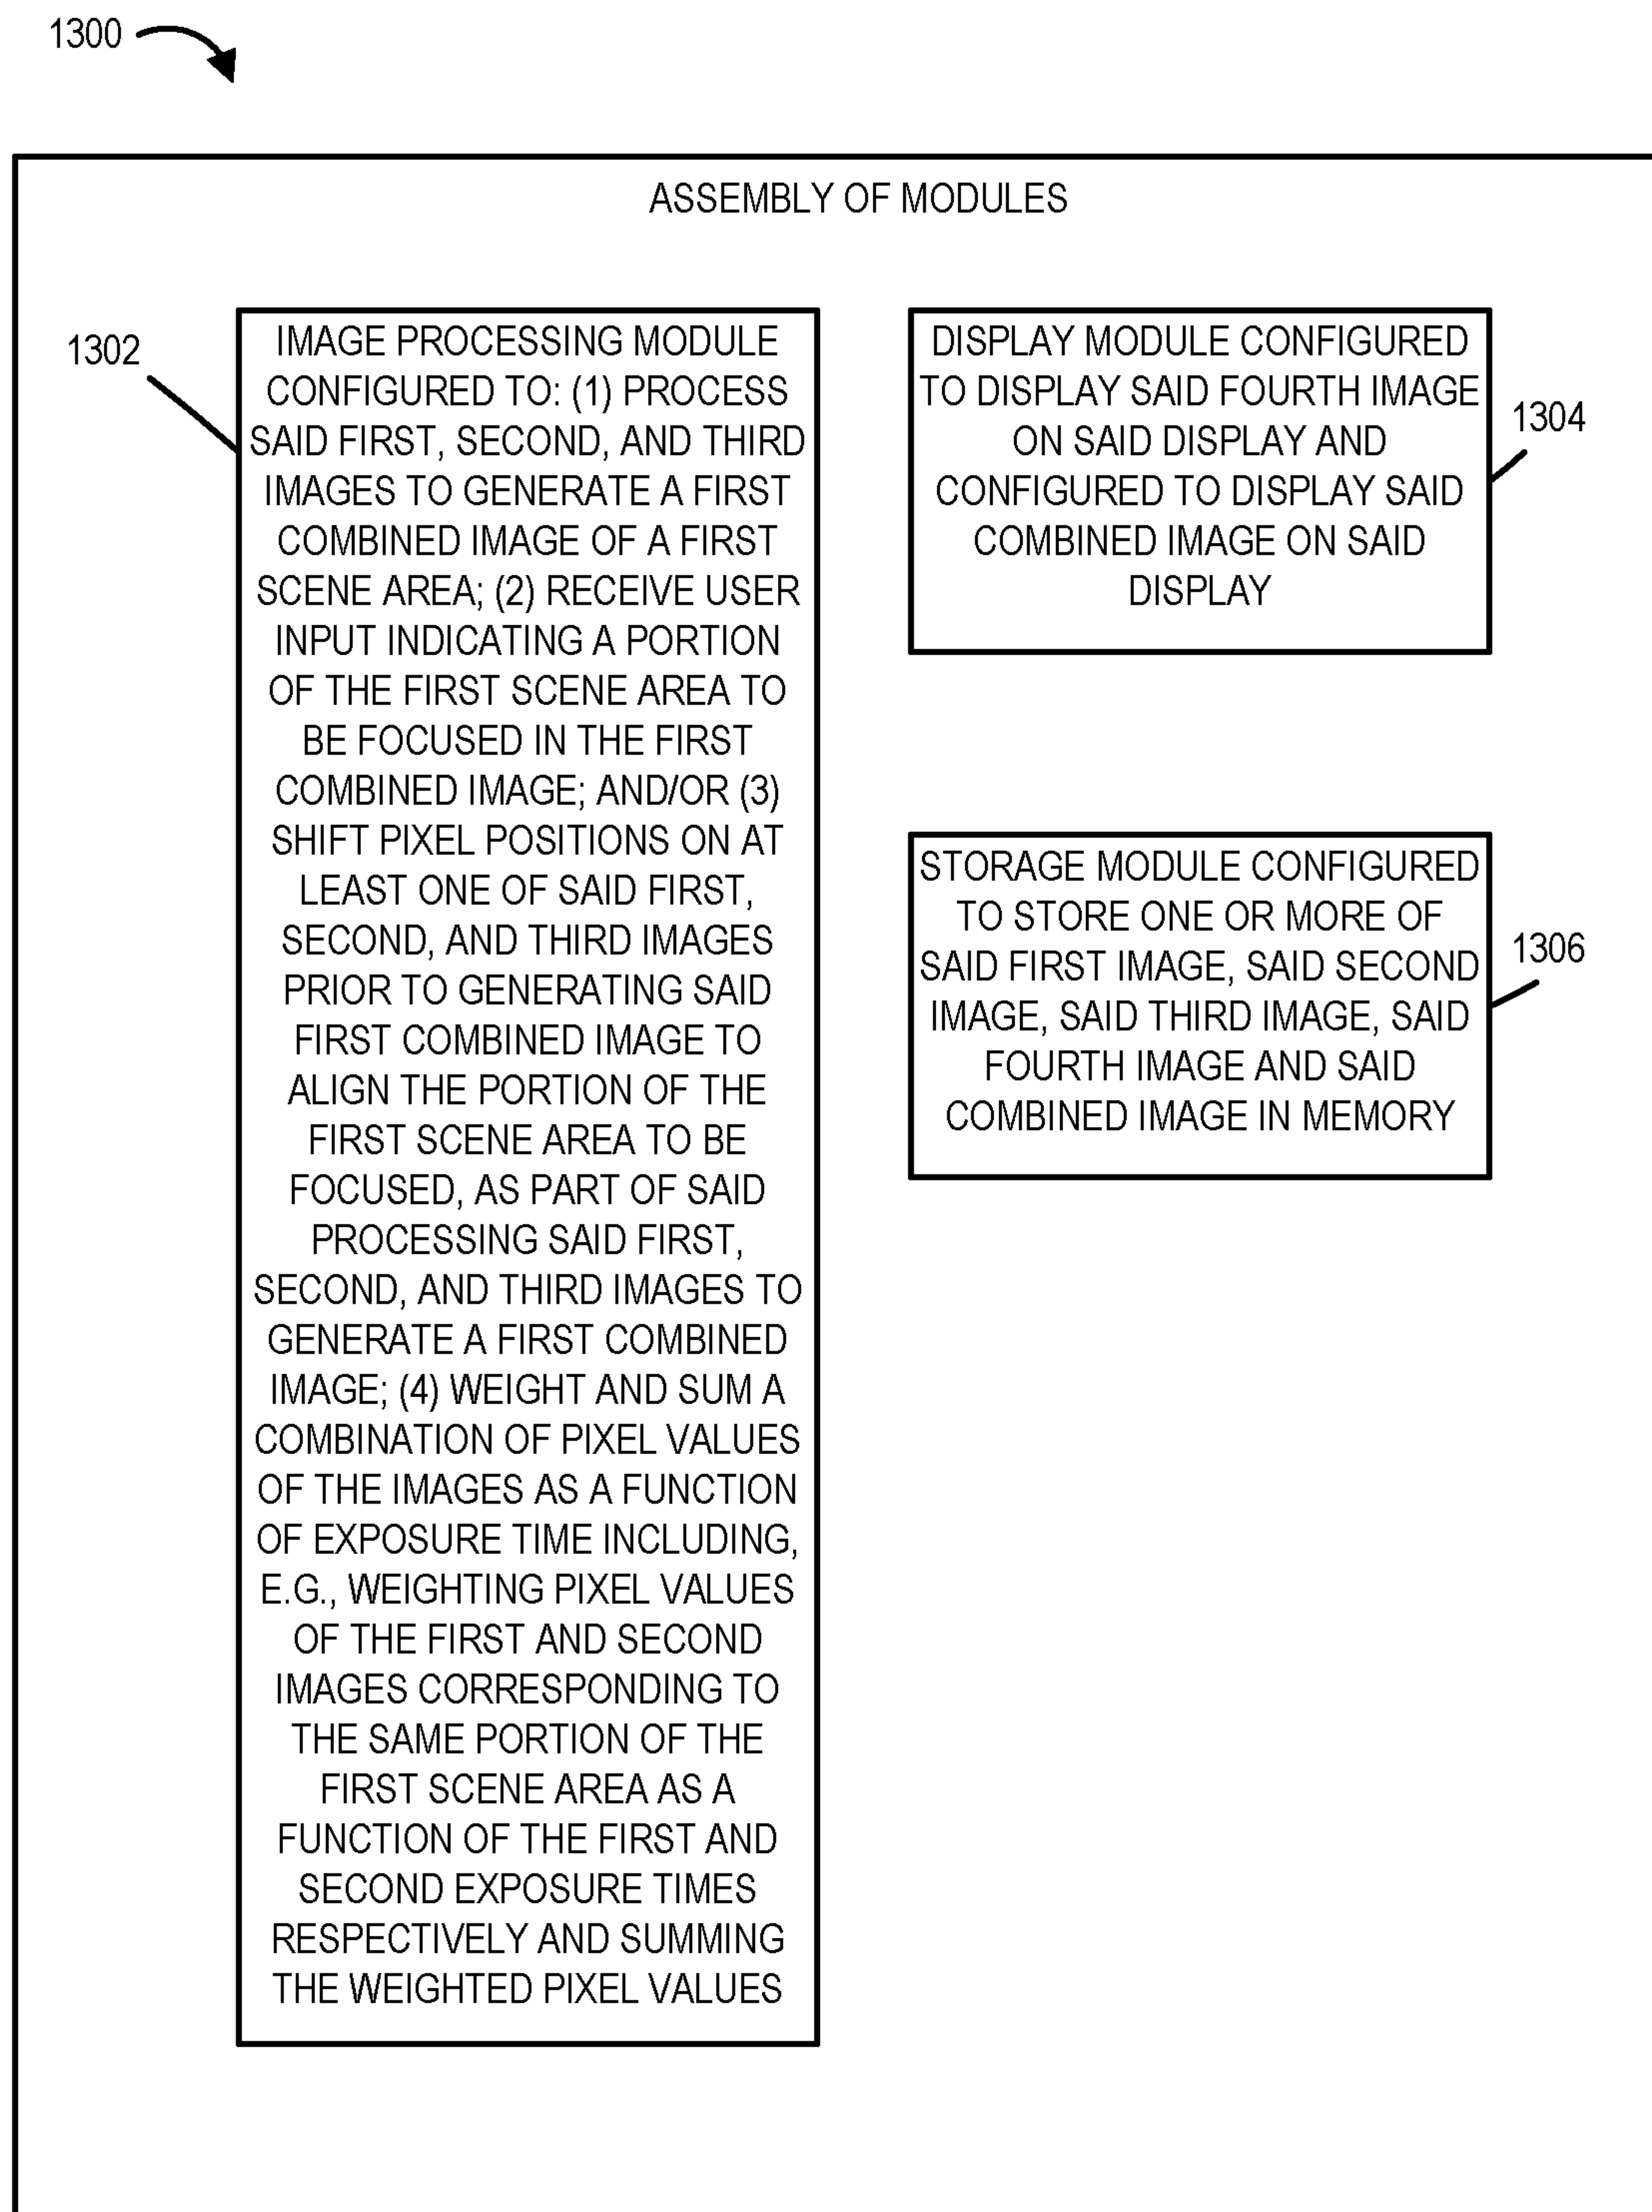 1300
ASSEMBLY OF MODULES
1302
IMAGE PROCESSING MODULE
CONFIGURED TO: (1) PROCESS
SAID FIRST, SECOND, AND THIRD
IMAGES TO GENERATE A FIRST
COMBINED IMAGE OF A FIRST
SCENE AREA; (2) RECEIVE USER
INPUT INDICATING A PORTION
OF THE FIRST SCENE AREA TO
BE FOCUSED IN THE FIRST
COMBINED IMAGE; AND/OR (3)
SHIFT PIXEL POSITIONS ON AT
LEAST ONE OF SAID FIRST,
SECOND, AND THIRD IMAGES
PRIOR TO GENERATING SAID
FIRST COMBINED IMAGE TO
ALIGN THE PORTION OF THE
FIRST SCENE AREA TO BE
FOCUSED, AS PART OF SAID
PROCESSING SAID FIRST,
SECOND, AND THIRD IMAGES TO
GENERATE A FIRST COMBINED
IMAGE; (4) WEIGHT AND SUM A
COMBINATION OF PIXEL VALUES
OF THE IMAGES AS A FUNCTION
OF EXPOSURE TIME INCLUDING,
E.G., WEIGHTING PIXEL VALUES
OF THE FIRST AND SECOND
IMAGES CORRESPONDING TO
THE SAME PORTION OF THE
FIRST SCENE AREA AS A
FUNCTION OF THE FIRST AND
SECOND EXPOSURE TIMES
RESPECTIVELY AND SUMMING
THE WEIGHTED PIXEL VALUES
DISPLAY MODULE CONFIGURED
TO DISPLAY SAID FOURTH IMAGE
ON SAID DISPLAY AND
CONFIGURED TO DISPLAY SAID
COMBINED IMAGE ON SAID
DISPLAY
1304
STORAGE MODULE CONFIGURED
TO STORE ONE OR MORE OF
SAID FIRST IMAGE, SAID SECOND
IMAGE, SAID THIRD IMAGE, SAID
FOURTH IMAGE AND SAID
COMBINED IMAGE IN MEMORY
1306